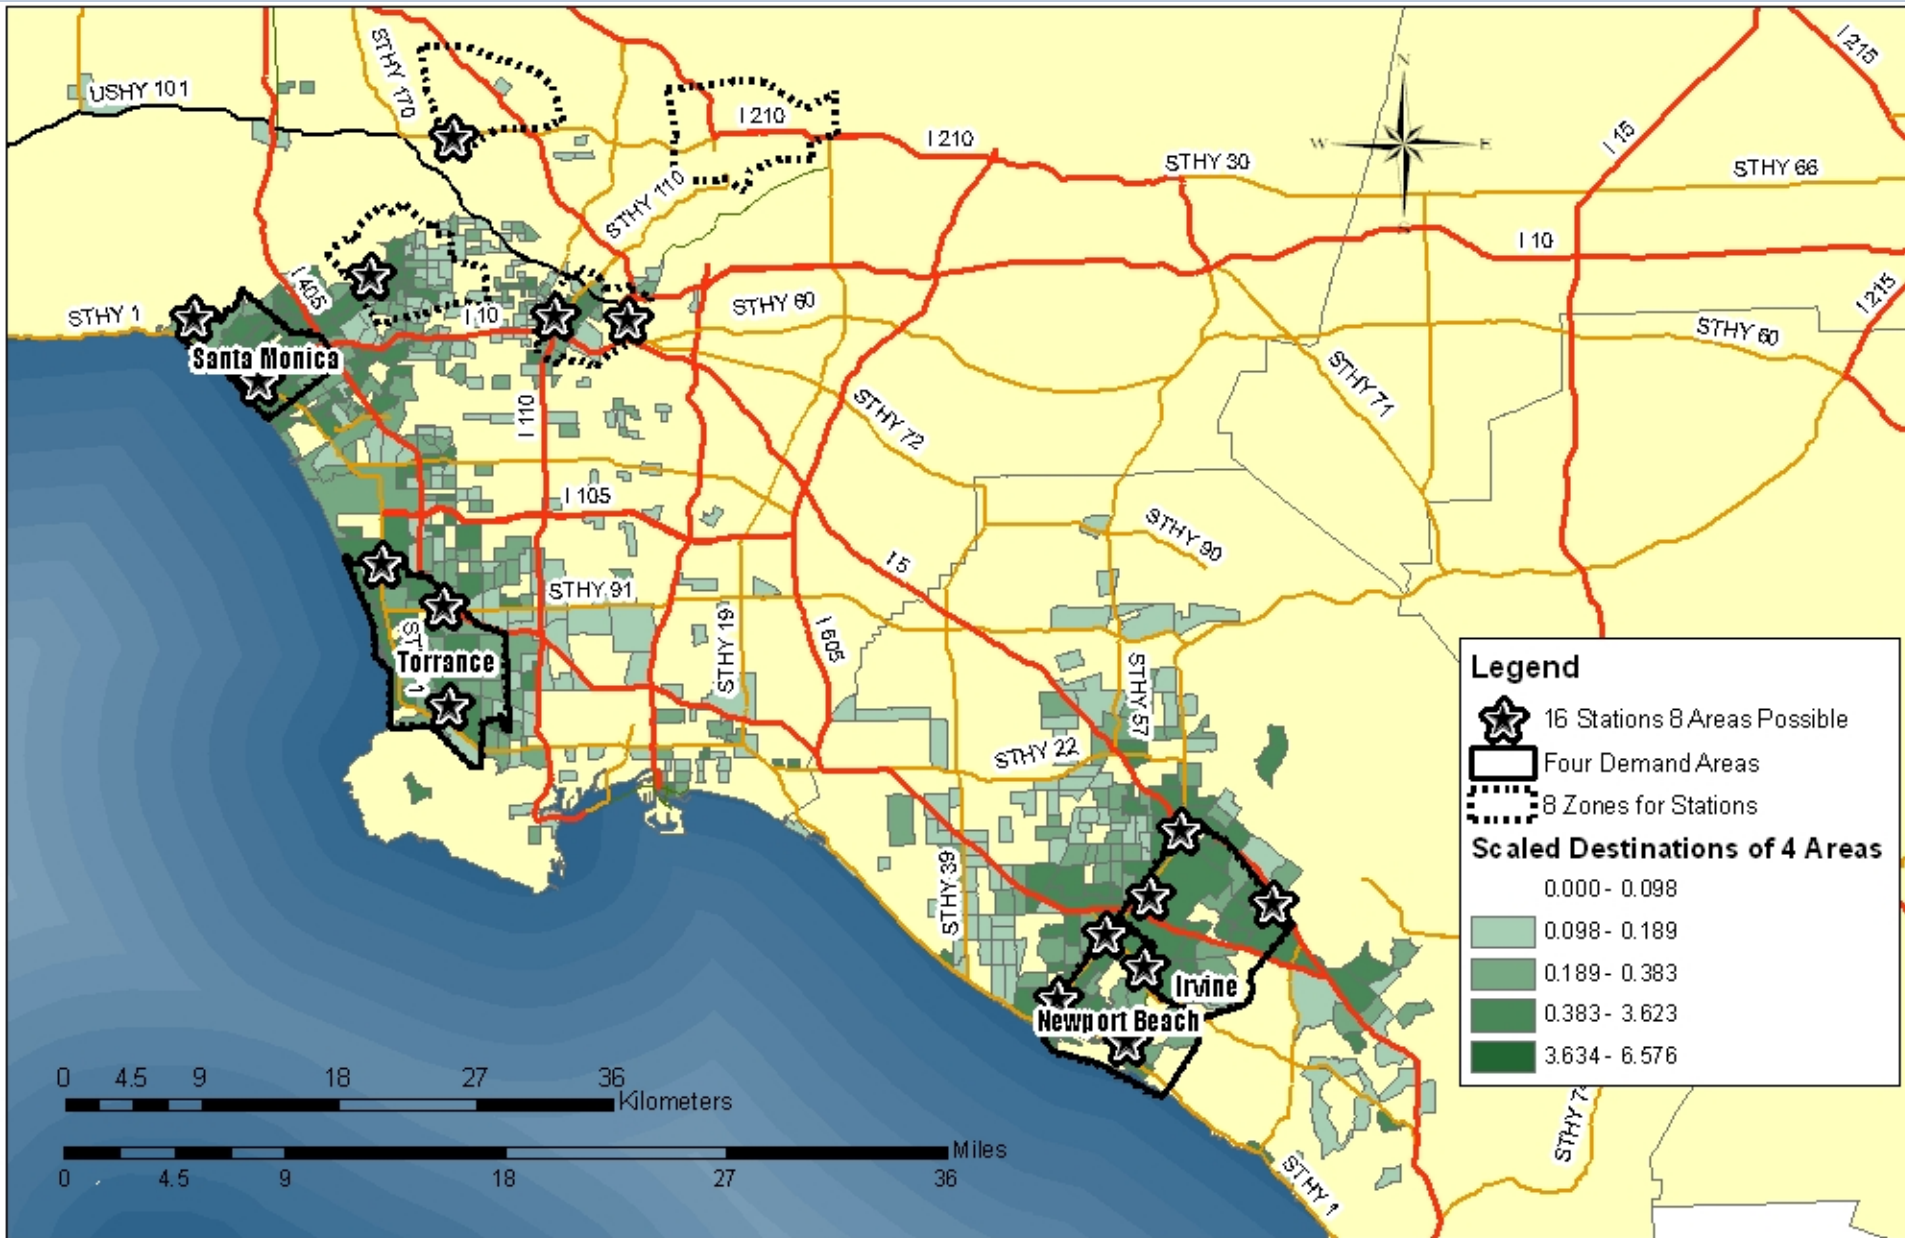 STHY 170
USHY 101
I 210
I 210
STHY 30
STHY 66
I 15
I 215
N
W
E
S
STHY 110
I 405
STHY 1
I 10
I 10
STHY 60
STHY 60
I 215
Santa Monica
I 110
STHY 72
STHY 71
I 105
STHY 90
I 5
STHY 91
STHY 19
I 605
STHY 57
Torrance
1
STHY 22
STHY 39
Irvine
Newport Beach
STHY 1
STHY 7
Legend
16 Stations 8 Areas Possible
Four Demand Areas
8 Zones for Stations
Scaled Destinations of 4 Areas
0.000 - 0.098
0.098 - 0.189
0.189 - 0.383
0.383 - 3.623
3.634 - 6.576
0 4.5 9 18 27 36
Kilometers
Miles
0 4.5 9 18 27 36